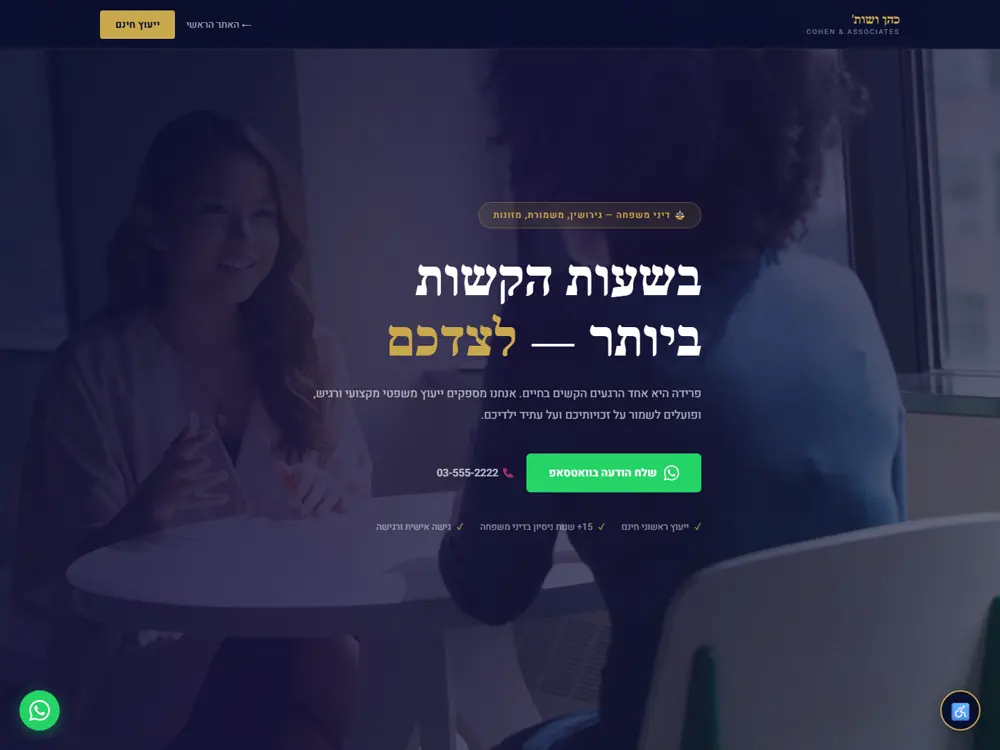 כהן ושות'
COHEN & ASSOCIATES
← האתר הראשי
ייעוץ חינם
דיני משפחה — גירושין, משמורת, מזונות
בשעות הקשות
ביותר — לצדכם
פרידה היא אחד הרגעים הקשים בחיים. אנחנו מספקים ייעוץ משפטי מקצועי ורגיש,
ופועלים לשמור על זכויותיכם ועל עתיד ילדיכם.
שלח הודעה בוואטסאפ
03-555-2222
✓ ייעוץ ראשוני חינם
✓ 15+ שנות ניסיון בדיני משפחה
✓ גישה אישית ורגישה